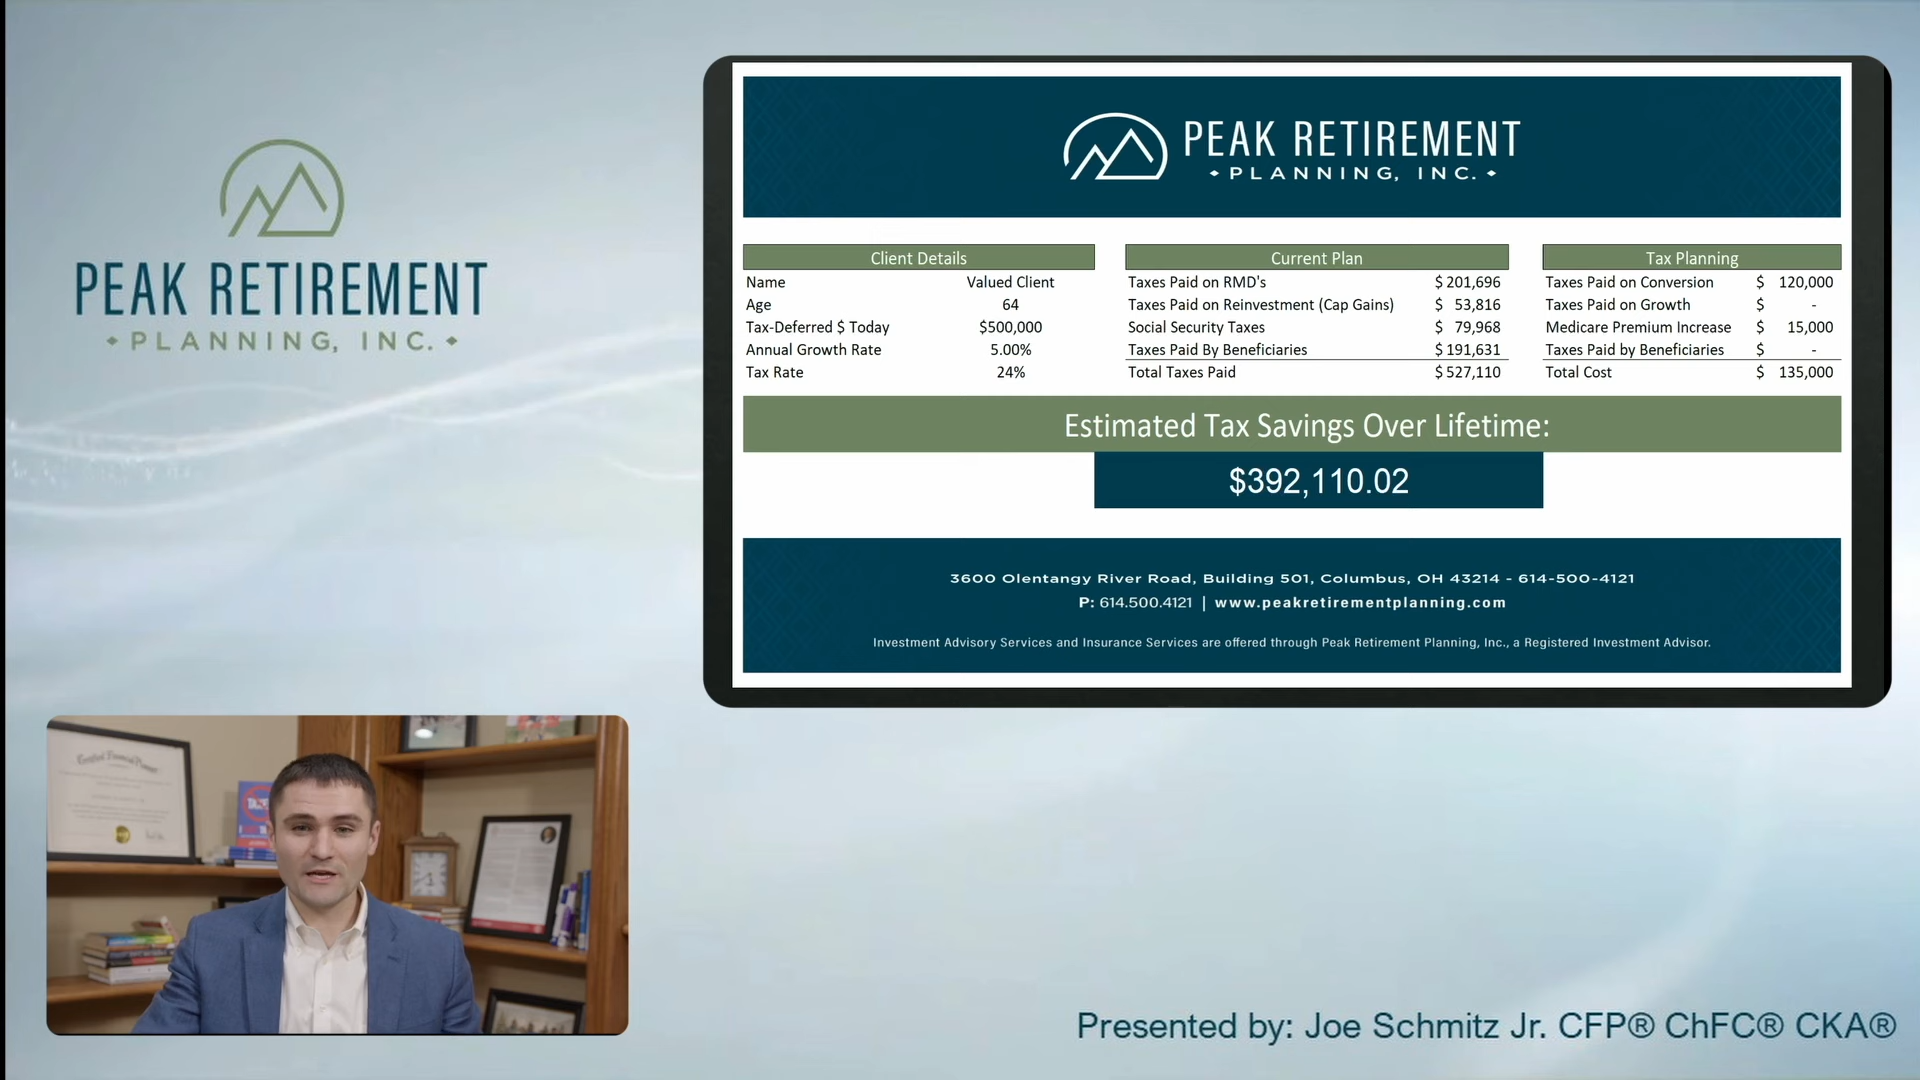 PEAK RETIREMENT
PLANNING, INC.
PEAK RETIREMENT
PLANNING, INC.
Client Details
Name Valued Client
Age 64
Tax-Deferred $ Today $500,000
Annual Growth Rate 5.00%
Tax Rate 24%
Current Plan
Taxes Paid on RMD's $ 201,696
Taxes Paid on Reinvestment (Cap Gains) $ 53,816
Social Security Taxes $ 79,968
Taxes Paid By Beneficiaries $ 191,631
Total Taxes Paid $ 527,110
Tax Planning
Taxes Paid on Conversion $ 120,000
Taxes Paid on Growth $ -
Medicare Premium Increase $ 15,000
Taxes Paid by Beneficiaries $ -
Total Cost $ 135,000
Estimated Tax Savings Over Lifetime:
$392,110.02
3600 Olentangy River Road, Building 501, Columbus, OH 43214 - 614-500-4121
P: 614.500.4121 | www.peakretirementplanning.com
Investment Advisory Services and Insurance Services are offered through Peak Retirement Planning, Inc., a Registered Investment Advisor.
Certified Financial Planner
Presented by: Joe Schmitz Jr. CFP® ChFC® CKA®